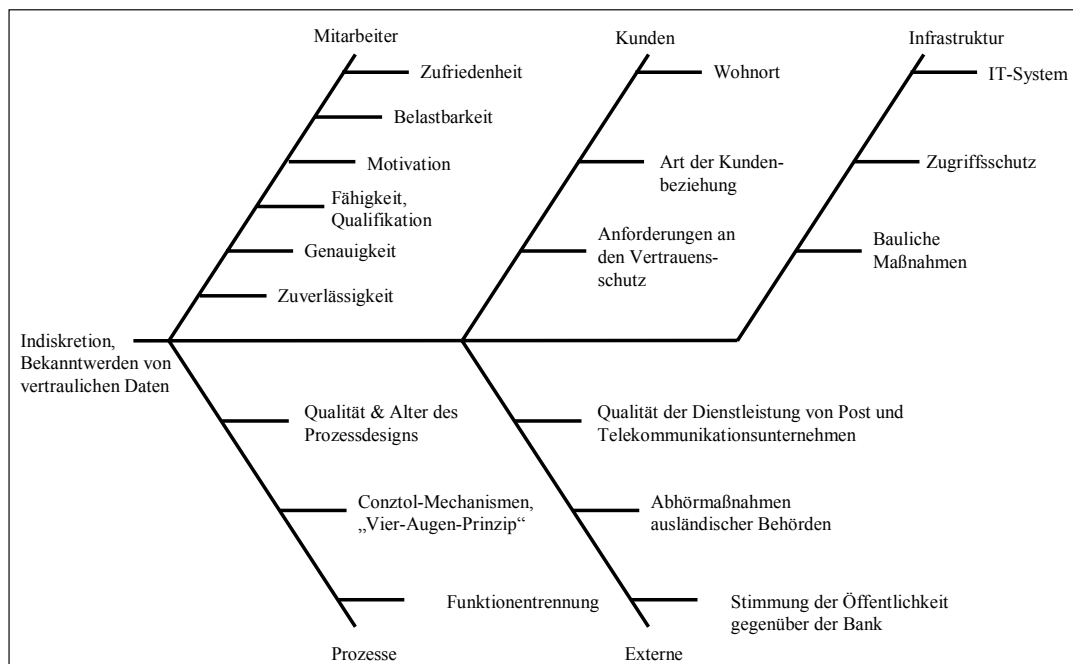 Mitarbeiter
Zufriedenheit
Belastbarkeit
Motivation
Fähigkeit,
Qualifikation
Genauigkeit
Zuverlässigkeit
Kunden
Wohnort
Art der Kunden-
beziehung
Anforderungen an
den Vertrauens-
schutz
Infrastruktur
IT-System
Zugriffsschutz
Bauliche
Maßnahmen
Indiskretion,
Bekanntwerden von
vertraulichen Daten
Qualität & Alter des
Prozessdesigns
Conztol-Mechanismen,
„Vier-Augen-Prinzip“
Funktionentrennung
Prozesse
Qualität der Dienstleistung von Post und
Telekommunikationsunternehmen
Abhörmaßnahmen
ausländischer Behörden
Stimmung der Öffentlichkeit
gegenüber der Bank
Externe